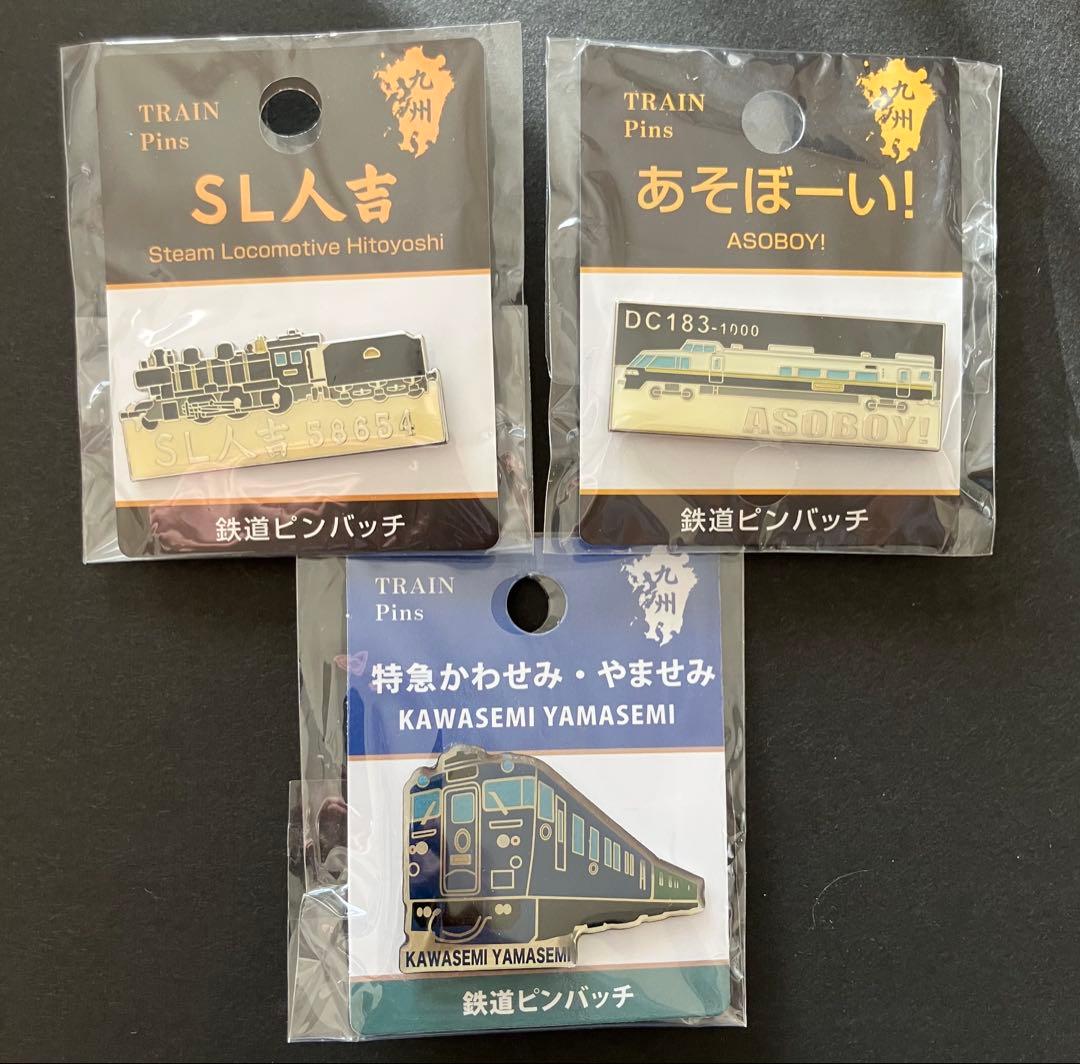 TRAIN
Pins
九州
SL人吉
Steam Locomotive Hitoyoshi
SL人吉 58654
鉄道ピンバッチ
TRAIN
Pins
九州
あそぼーい!
ASOBOY!
DC183-1000
ASOBOY!
鉄道ピンバッチ
TRAIN
Pins
九州
特急かわせみ・やませみ
KAWASEMI YAMASEMI
KAWASEMI YAMASEMI
鉄道ピンバッチ